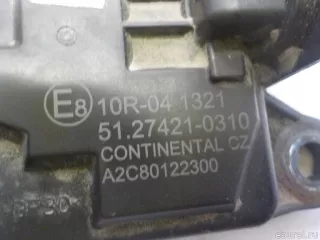 E8 10R-04 1321
51.27421-0310
CONTINENTAL CZ
A2C80122300